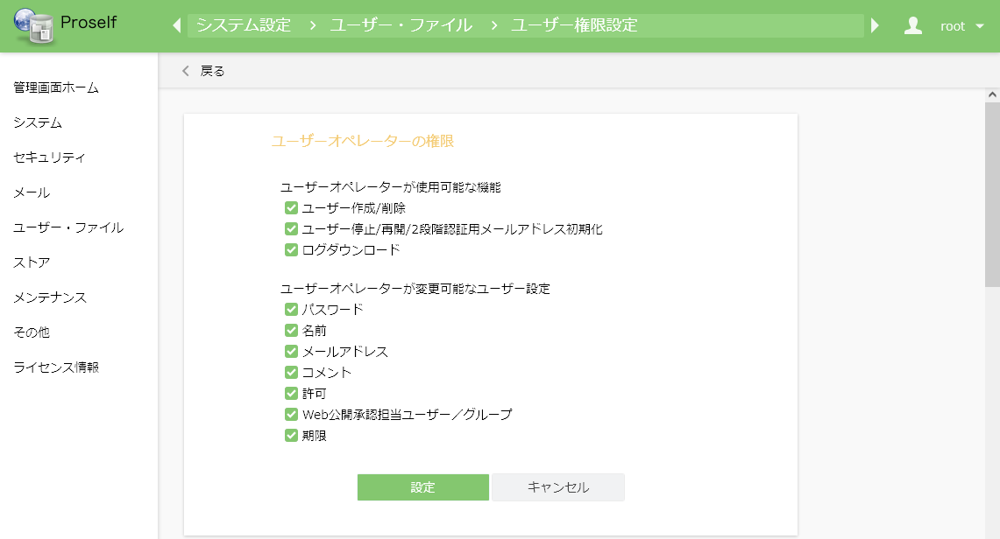 Proself
システム設定 > ユーザー・ファイル > ユーザー権限設定
root
戻る
管理画面ホーム
システム
セキュリティ
メール
ユーザー・ファイル
ストア
メンテナンス
その他
ライセンス情報
ユーザーオペレーターの権限
ユーザーオペレーターが使用可能な機能
ユーザー作成/削除
ユーザー停止/再開/2段階認証用メールアドレス初期化
ログダウンロード
ユーザーオペレーターが変更可能なユーザー設定
パスワード
名前
メールアドレス
コメント
許可
Web公開承認担当ユーザー／グループ
期限
設定
キャンセル